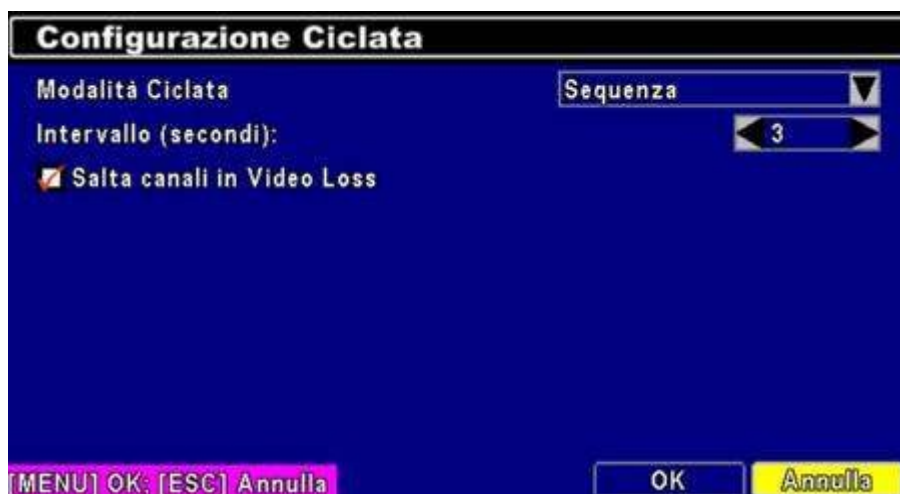 Configurazione Ciclata
Modalità Ciclata Sequenza
Intervallo (secondi): 3
Salta canali in Video Loss
[MENU] OK; [ESC] Annulla OK Annulla